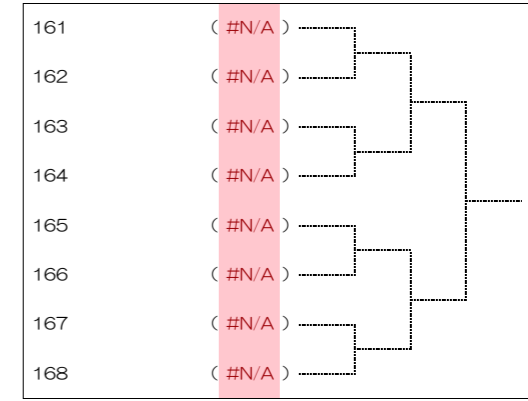 161 ( #N/A )
162 ( #N/A )
163 ( #N/A )
164 ( #N/A )
165 ( #N/A )
166 ( #N/A )
167 ( #N/A )
168 ( #N/A )